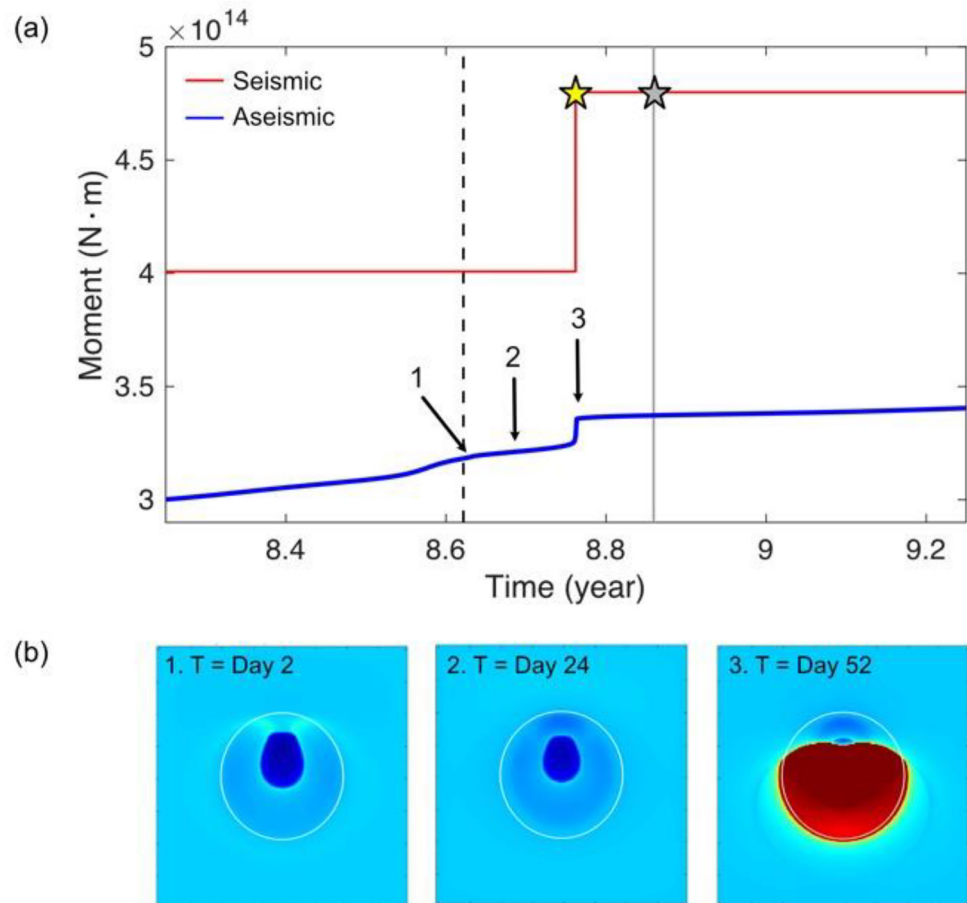 (a)
×10^14
5
4.5
4
3.5
3
Moment (N·m)
Seismic
Aseismic
1
2
3
8.4
8.6
8.8
9
9.2
Time (year)
(b)
1. T = Day 2
2. T = Day 24
3. T = Day 52